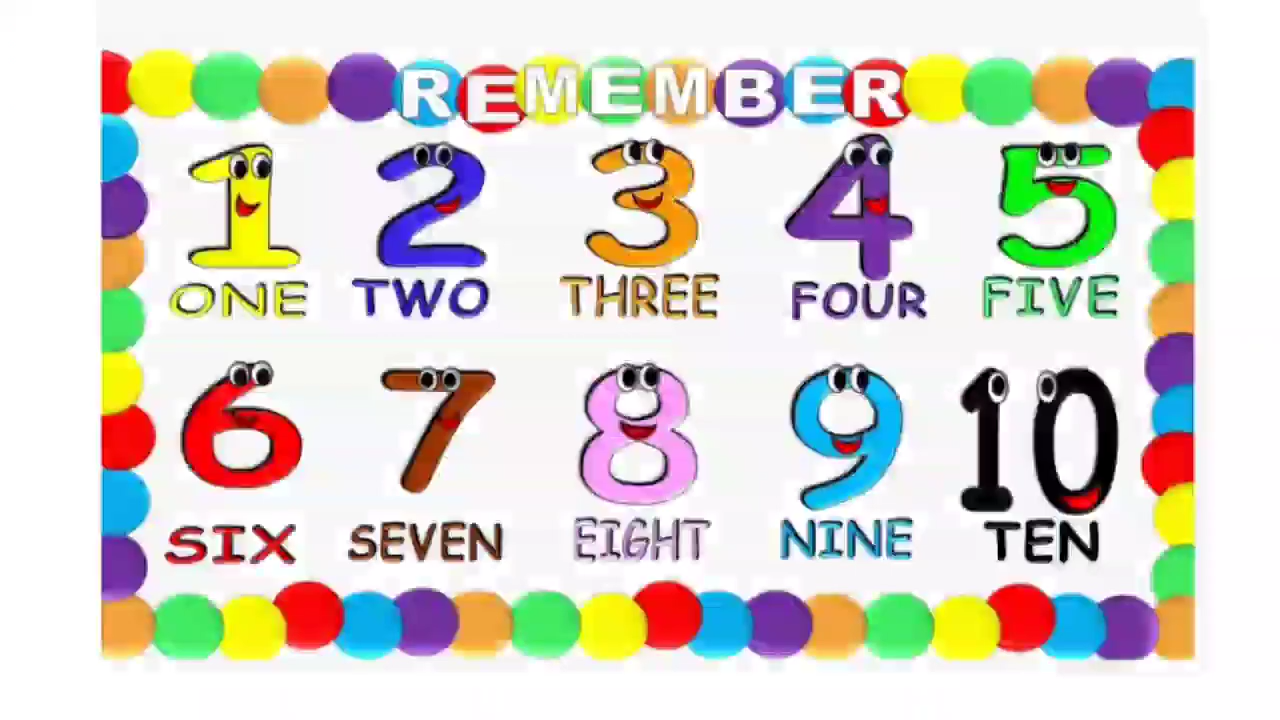 REMEMBER
1 2 3 4 5
ONE TWO THREE FOUR FIVE
6 7 8 9 10
SIX SEVEN EIGHT NINE TEN